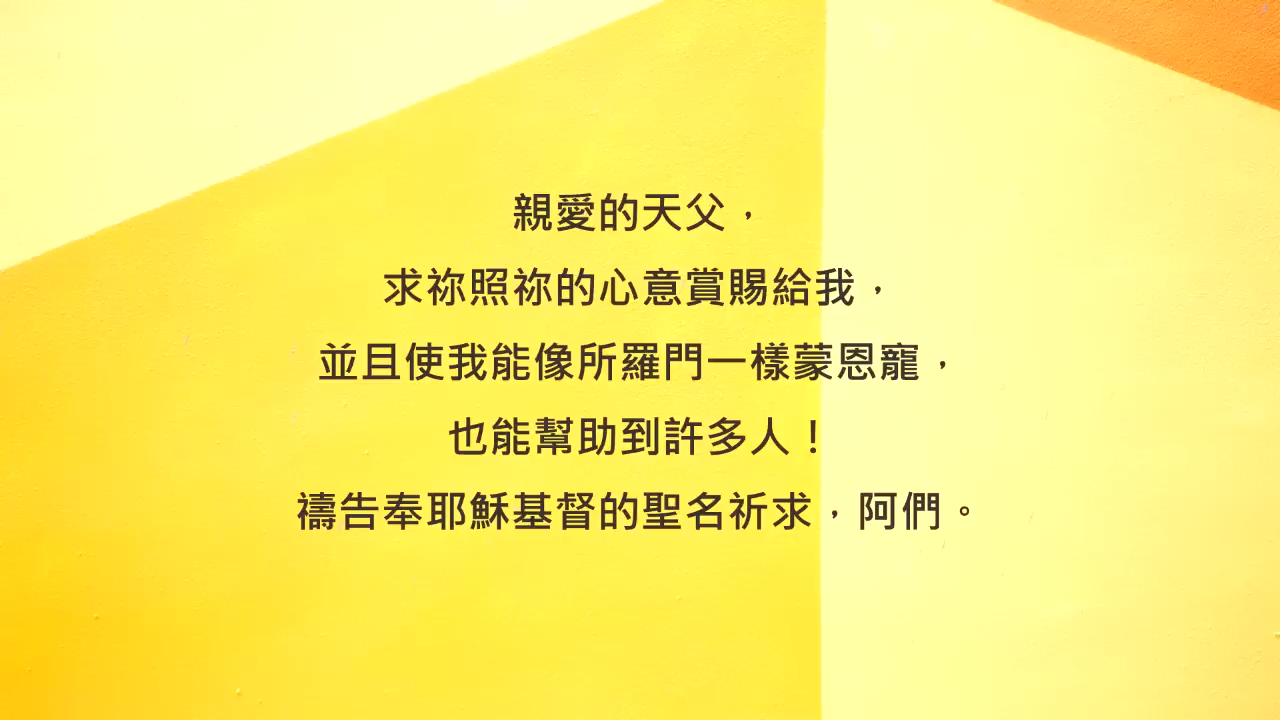 親愛的天父，
求祢照祢的心意賞賜給我，
並且使我能像所羅門一樣蒙恩寵，
也能幫助到許多人！
禱告奉耶穌基督的聖名祈求，阿們。